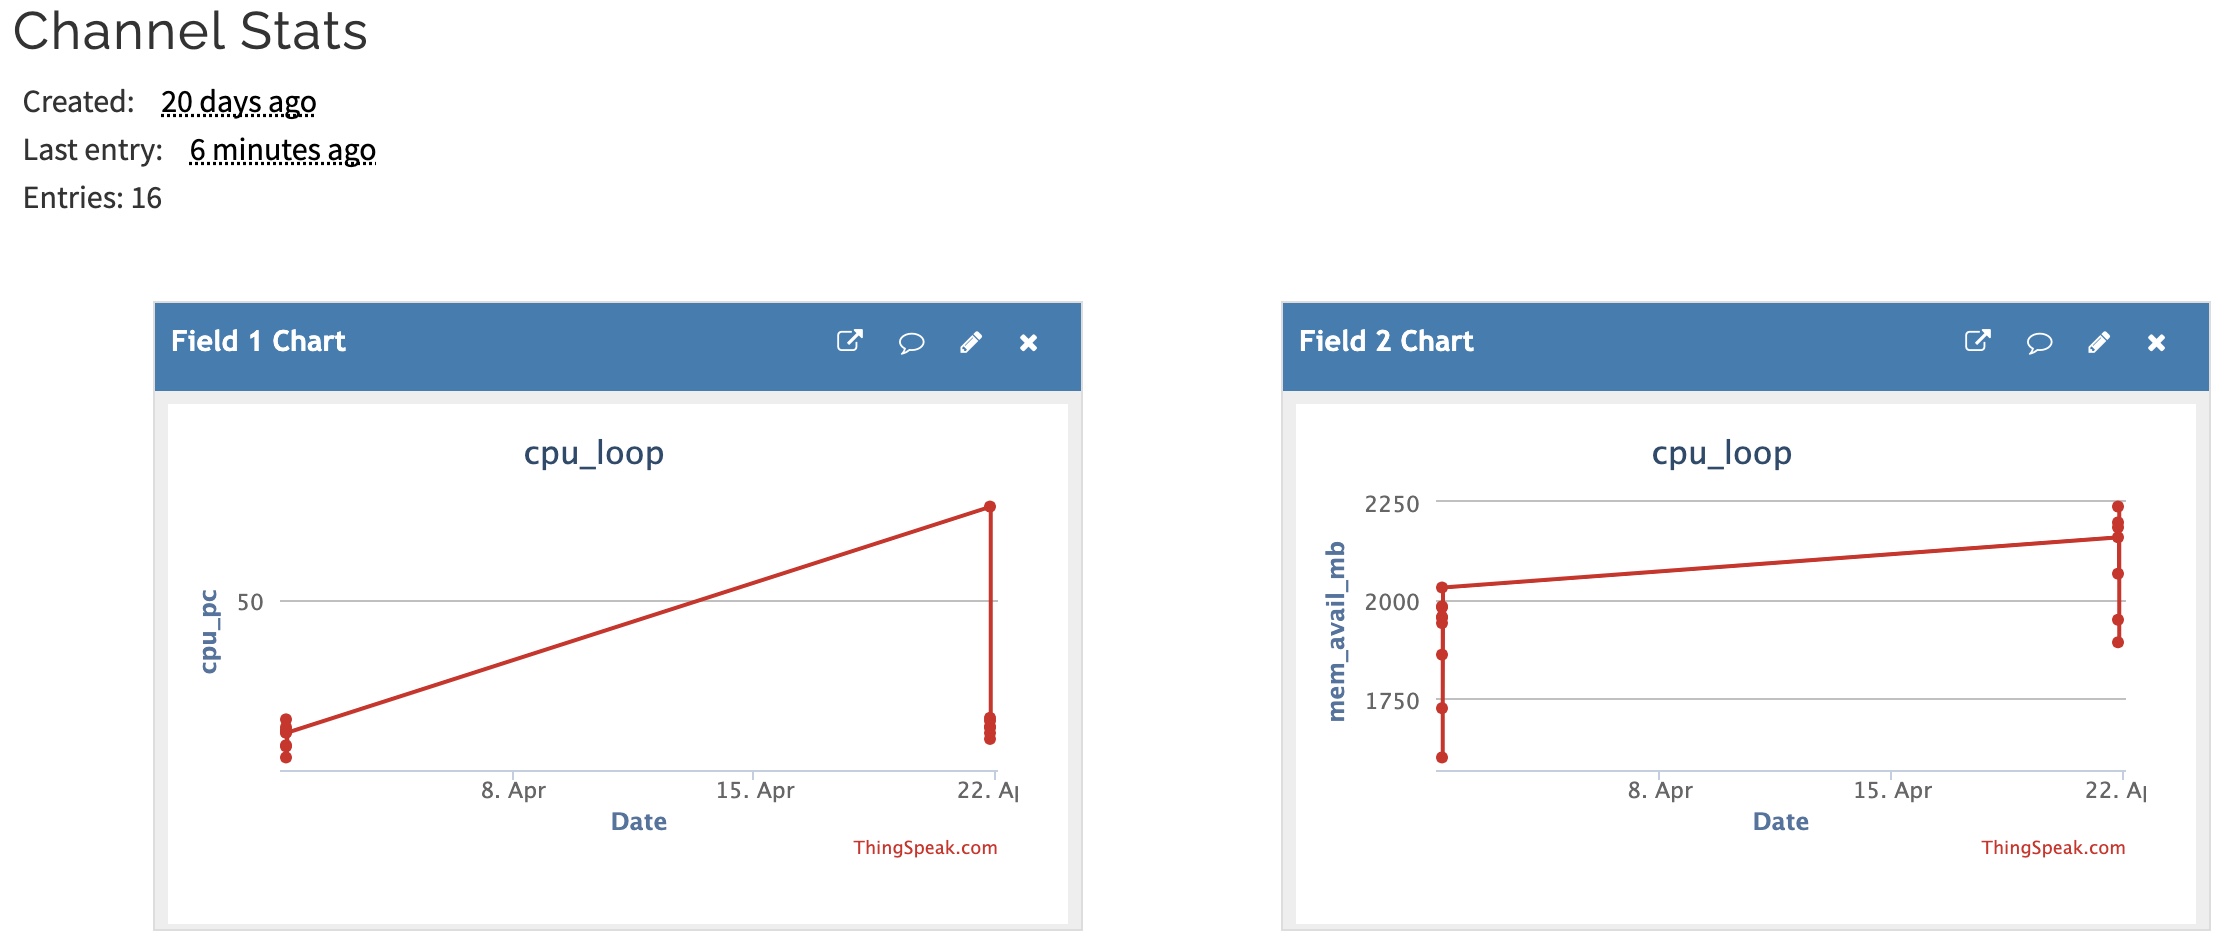 Channel Stats
Created: 20 days ago
Last entry: 6 minutes ago
Entries: 16
Field 1 Chart
cpu_loop
50
cpu_pc
8. Apr
15. Apr
22. Ap
Date
ThingSpeak.com
Field 2 Chart
cpu_loop
2250
2000
1750
mem_avail_mb
8. Apr
15. Apr
22. Ap
Date
ThingSpeak.com